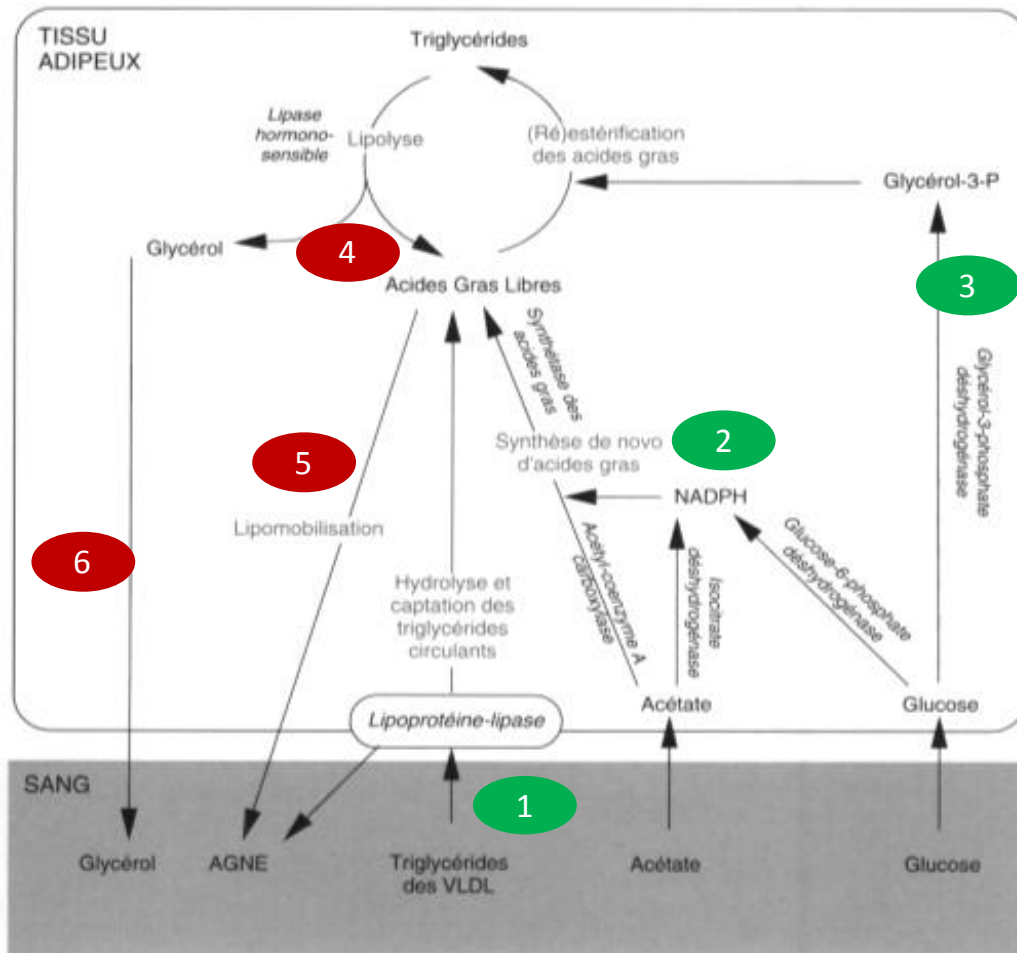 TISSU
ADIPEUX
Triglycérides
Lipase
hormono-
sensible
Lipolyse
(Ré)estérification
des acides gras
Glycérol-3-P
Glycérol
4
Acides Gras Libres
3
Synthétase des
acides gras
Glycérol-3-phosphate
déshydrogénase
2
5
Synthèse de novo
d'acides gras
NADPH
Lipomobilisation
6
Acétyl-coenzyme A
carboxylase
Isocitrate
déshydrogénase
Glucose-6-phosphate
déshydrogénase
Hydrolyse et
captation des
triglycérides
circulants
Lipoprotéine-lipase
Acétate
Glucose
SANG
1
Glycérol
AGNE
Triglycérides
des VLDL
Acétate
Glucose